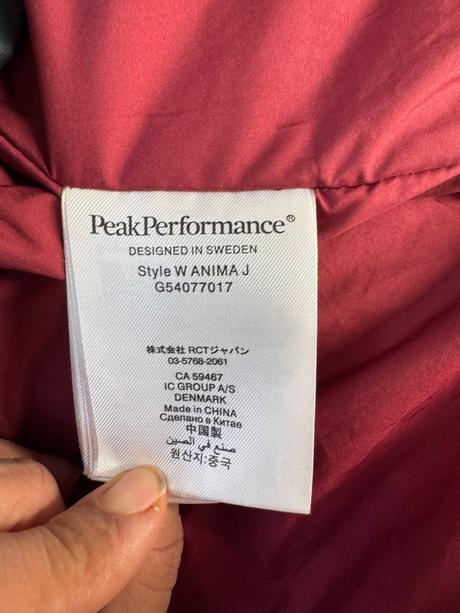 PeakPerformance®
DESIGNED IN SWEDEN
Style W ANIMA J
G54077017
株式会社 RCTジャパン
03-5768-2061
CA 59467
IC GROUP A/S
DENMARK
Made in CHINA
Сделано в Китае
中国製
صنع في الصين
원산지:중국